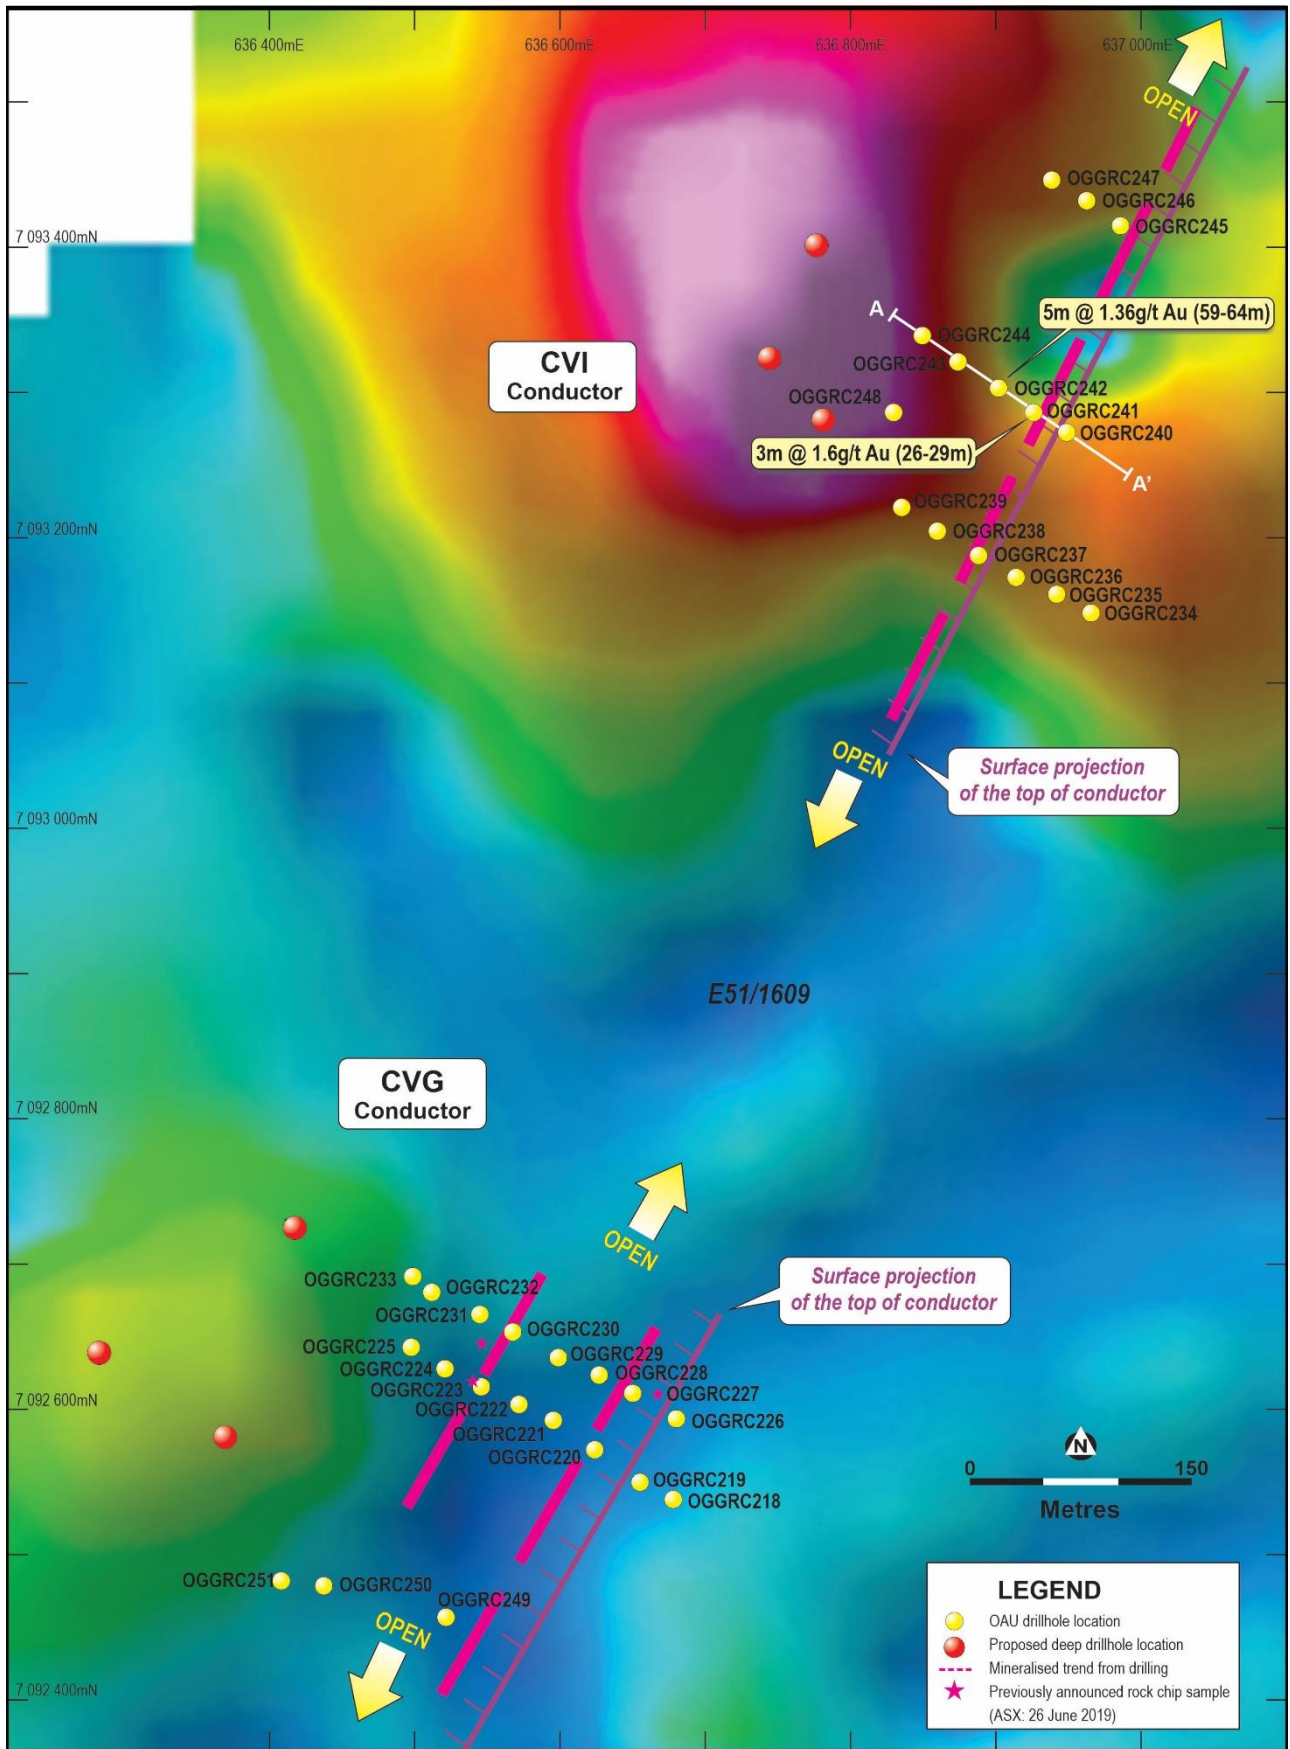 636 400mE
636 600mE
636 800mE
637 000mE
OPEN
OGGRC247
OGGRC246
OGGRC245
7 093 400mN
A
5m @ 1.36g/t Au (59-64m)
OGGRC244
OGGRC243
CVI
Conductor
OGGRC248
OGGRC242
OGGRC241
OGGRC240
3m @ 1.6g/t Au (26-29m)
A'
OGGRC239
7 093 200mN
OGGRC238
OGGRC237
OGGRC236
OGGRC235
OGGRC234
OPEN
Surface projection
of the top of conductor
7 093 000mN
E51/1609
CVG
Conductor
7 092 800mN
OPEN
Surface projection
of the top of conductor
OGGRC233
OGGRC232
OGGRC231
OGGRC230
OGGRC225
OGGRC229
OGGRC224
OGGRC228
OGGRC223
OGGRC227
7 092 600mN
OGGRC222
OGGRC226
OGGRC221
OGGRC220
OGGRC219
OGGRC218
N
0 150
Metres
OGGRC251
OGGRC250
OGGRC249
OPEN
7 092 400mN
LEGEND
OAU drillhole location
Proposed deep drillhole location
Mineralised trend from drilling
Previously announced rock chip sample
(ASX: 26 June 2019)